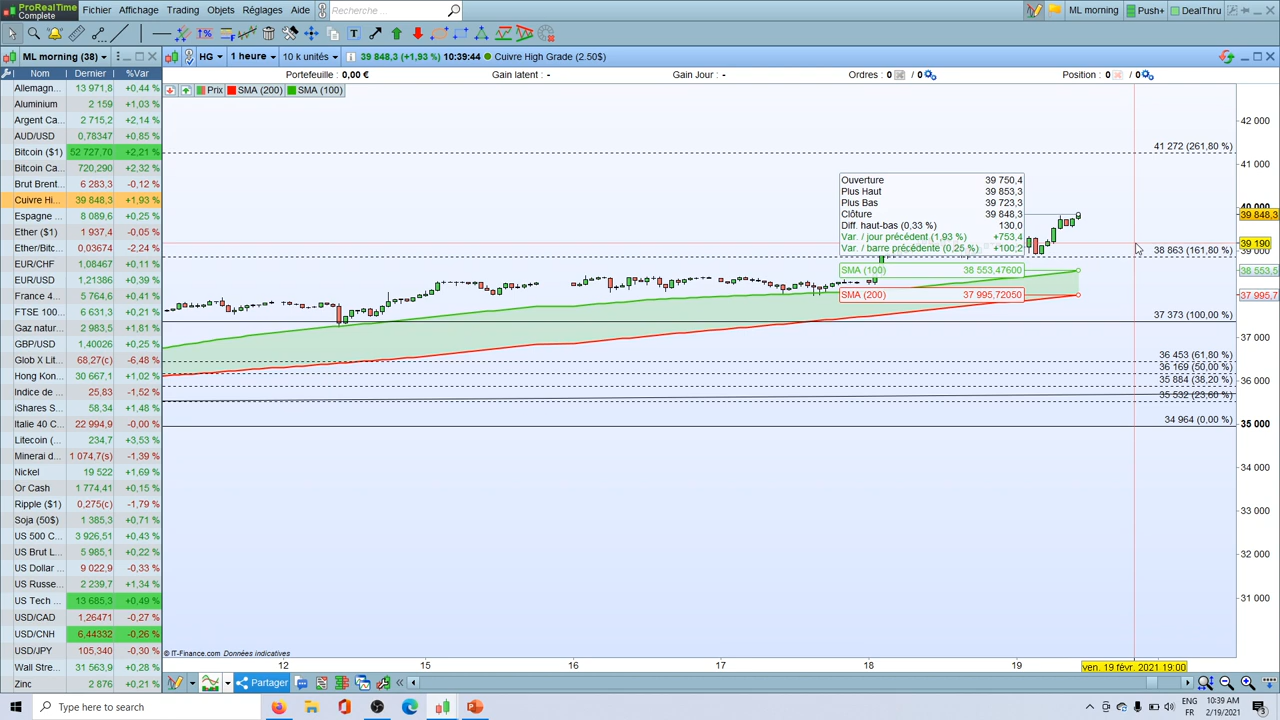 ProRealTime
Complete
Fichier Affichage Trading Objets Réglages Aide
Recherche ...
ML morning
Push+
DealThru
ML morning (38)
HG
1 heure
10 k unités
39 848,3 (+1,93 %) 10:39:44 Cuivre High Grade (2.50$)
Nom Dernier %Var
Portefeuille : 0,00 € Gain latent : - Gain Jour : - Ordres : 0 / 0 Position : 0 / 0
Prix SMA (200) SMA (100)
Allemagn... 13 971,8 +0,44 %
Aluminium 2 159 +1,03 %
Argent Ca... 2 715,2 +2,14 %
AUD/USD 0,78347 +0,85 %
Bitcoin ($1) 52 727,70 +2,21 %
Bitcoin Ca... 720,290 +2,32 %
Brut Brent... 6 283,3 -0,12 %
Cuivre Hi... 39 848,3 +1,93 %
Espagne ... 8 089,6 +0,25 %
Ether ($1) 1 937,4 -0,05 %
Ether/Bitc... 0,03674 -2,24 %
EUR/CHF 1,08467 +0,11 %
EUR/USD 1,21386 +0,39 %
France 4... 5 764,6 +0,41 %
FTSE 100... 6 631,3 +0,21 %
Gaz natur... 2 983,5 +1,81 %
GBP/USD 1,40026 +0,25 %
Glob X Lit... 68,27(c) -6,48 %
Hong Kon... 30 667,1 +1,02 %
Indice de ... 25,83 -1,52 %
iShares S... 58,34 +1,48 %
Italie 40 C... 22 994,9 -0,00 %
Litecoin (... 234,7 +3,53 %
Minerai d... 1 074,7(s) -1,39 %
Nickel 19 522 +1,69 %
Or Cash 1 774,41 +0,15 %
Ripple ($1) 0,275(c) -1,79 %
Soja (50$) 1 385,3 +0,71 %
US 500 C... 3 926,51 +0,43 %
US Brut L... 5 985,1 +0,22 %
US Dollar ... 9 022,9 -0,33 %
US Russe... 2 239,7 +1,34 %
US Tech ... 13 685,3 +0,49 %
USD/CAD 1,26471 -0,27 %
USD/CNH 6,44332 -0,26 %
USD/JPY 105,340 -0,30 %
Wall Stre... 31 563,9 +0,28 %
Zinc 2 876 +0,21 %
41 272 (261,80 %)
Ouverture 39 750,4
Plus Haut 39 853,3
Plus Bas 39 723,3
Clôture 39 848,3
Diff. haut-bas (0,33 %) 130,0
Var. / jour précédent (1,93 %) +753,4
Var. / barre précédente (0,25 %) +100,2
38 863 (161,80 %)
SMA (100) 38 553,47600
SMA (200) 37 995,72050
37 373 (100,00 %)
36 453 (61,80 %)
36 169 (50,00 %)
35 884 (38,20 %)
35 532 (23,60 %)
34 964 (0,00 %)
42 000
41 000
40 000
39 848,3
39 190
39 000
38 553,5
37 995,7
37 000
36 000
35 000
34 000
33 000
32 000
31 000
© IT-Finance.com Données indicatives
12 15 16 17 18 19
ven. 19 févr. 2021 19:00
Partager
Type here to search
ENG
FR
10:39 AM
2/19/2021
3